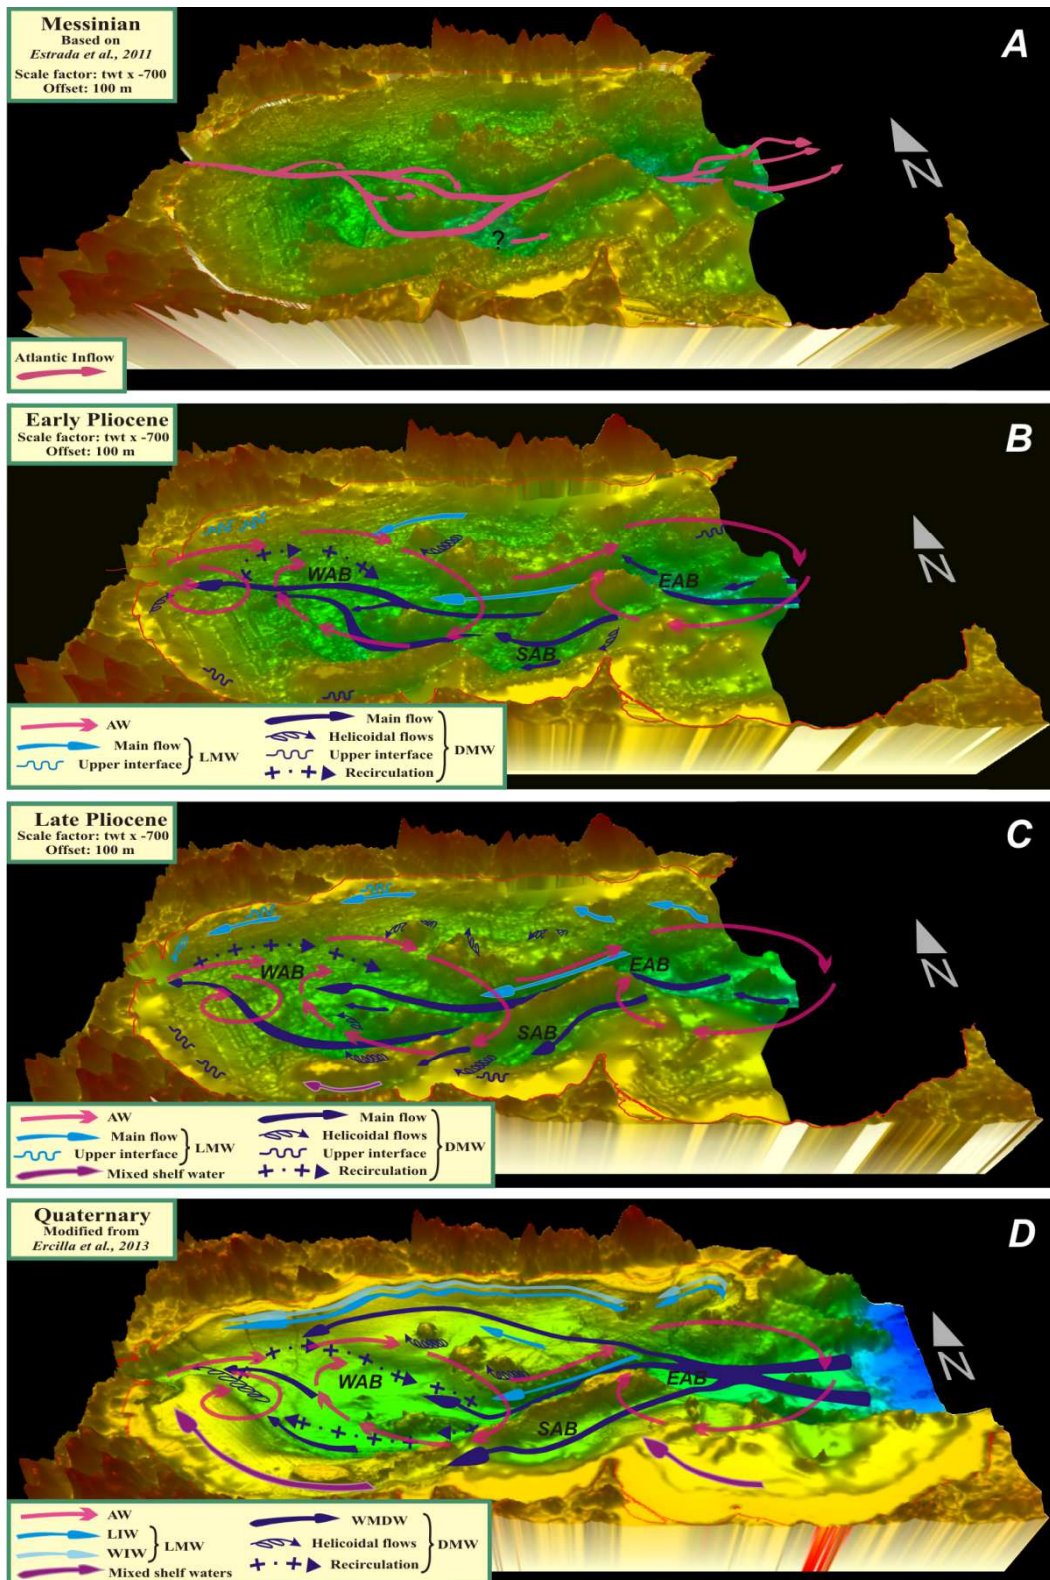 Messinian
Based on
Estrada et al., 2011
Scale factor: twt x -700
Offset: 100 m
A
N
?
Atlantic Inflow
Early Pliocene
Scale factor: twt x -700
Offset: 100 m
B
N
WAB
EAB
SAB
AW
Main flow
Upper interface
LMW
Main flow
Helicoidal flows
Upper interface
Recirculation
DMW
Late Pliocene
Scale factor: twt x -700
Offset: 100 m
C
N
WAB
EAB
SAB
AW
Main flow
Upper interface
LMW
Mixed shelf water
Main flow
Helicoidal flows
Upper interface
Recirculation
DMW
Quaternary
Modified from
Ercilla et al., 2013
D
N
WAB
EAB
SAB
AW
LIW
WIW
LMW
Mixed shelf waters
WMDW
Helicoidal flows
Recirculation
DMW